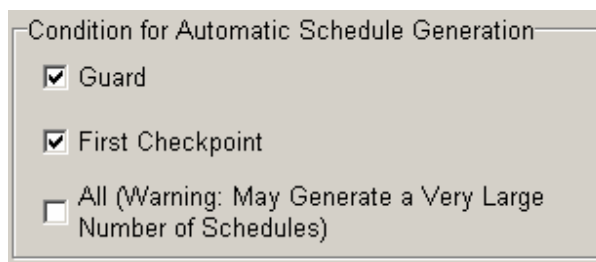 Condition for Automatic Schedule Generation
Guard
First Checkpoint
All (Warning: May Generate a Very Large
Number of Schedules)